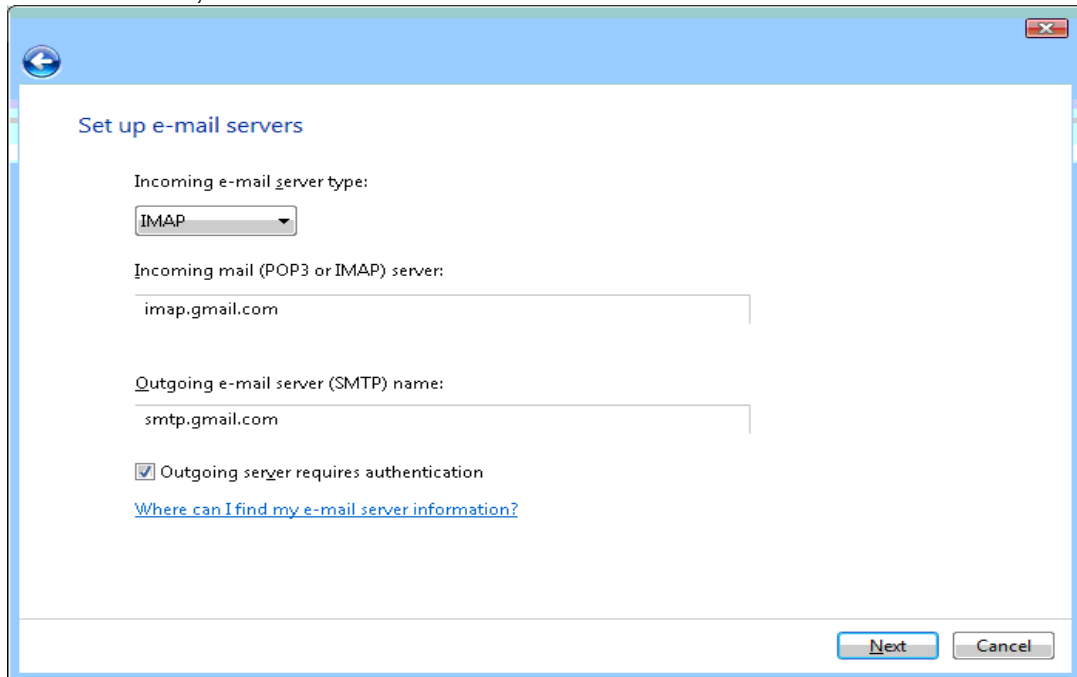 Set up e-mail servers
Incoming e-mail server type:
IMAP
Incoming mail (POP3 or IMAP) server:
imap.gmail.com
Outgoing e-mail server (SMTP) name:
smtp.gmail.com
Outgoing server requires authentication
Where can I find my e-mail server information?
Next Cancel